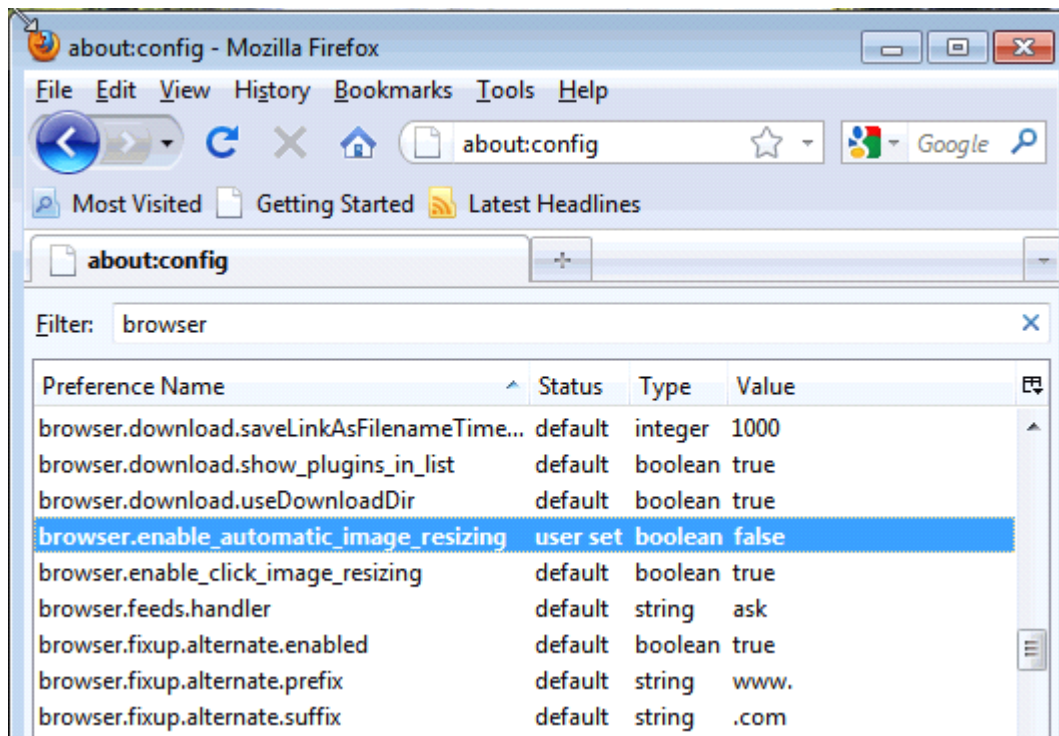 about:config - Mozilla Firefox
File Edit View History Bookmarks Tools Help
about:config Google
Most Visited Getting Started Latest Headlines
about:config
Filter: browser
Preference Name Status Type Value
browser.download.saveLinkAsFilenameTime... default integer 1000
browser.download.show_plugins_in_list default boolean true
browser.download.useDownloadDir default boolean true
browser.enable_automatic_image_resizing user set boolean false
browser.enable_click_image_resizing default boolean true
browser.feeds.handler default string ask
browser.fixup.alternate.enabled default boolean true
browser.fixup.alternate.prefix default string www.
browser.fixup.alternate.suffix default string .com